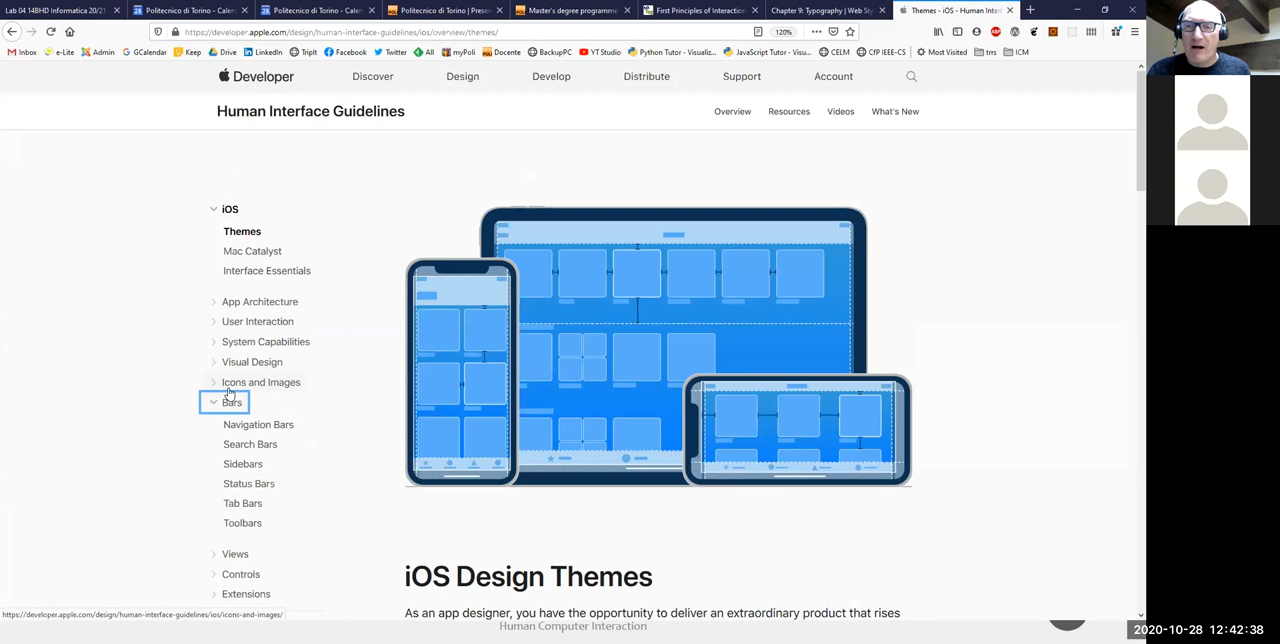 Lab 04 14BHD Informatica 20/21
Politecnico di Torino - Calen
Politecnico di Torino - Calen
Politecnico di Torino | Presen
Master's degree programme
First Principles of Interaction
Chapter 9: Typography | Web Sty
Themes - iOS - Human Inter
https://developer.apple.com/design/human-interface-guidelines/ios/overview/themes/
120%
Inbox
e-Lite
Admin
GCalendar
Keep
Drive
LinkedIn
TripIt
Facebook
Twitter
All
myPoli
Docente
BackupPC
YT Studio
Python Tutor - Visualiz...
JavaScript Tutor - Visu...
CELM
CfP IEEE-CS
Most Visited
trrs
ICM
Developer
Discover
Design
Develop
Distribute
Support
Account
Human Interface Guidelines
Overview
Resources
Videos
What's New
iOS
Themes
Mac Catalyst
Interface Essentials
App Architecture
User Interaction
System Capabilities
Visual Design
Icons and Images
Bars
Navigation Bars
Search Bars
Sidebars
Status Bars
Tab Bars
Toolbars
Views
Controls
Extensions
iOS Design Themes
As an app designer, you have the opportunity to deliver an extraordinary product that rises
https://developer.apple.com/design/human-interface-guidelines/ios/icons-and-images/
Human Computer Interaction
2020-10-28 12:42:38